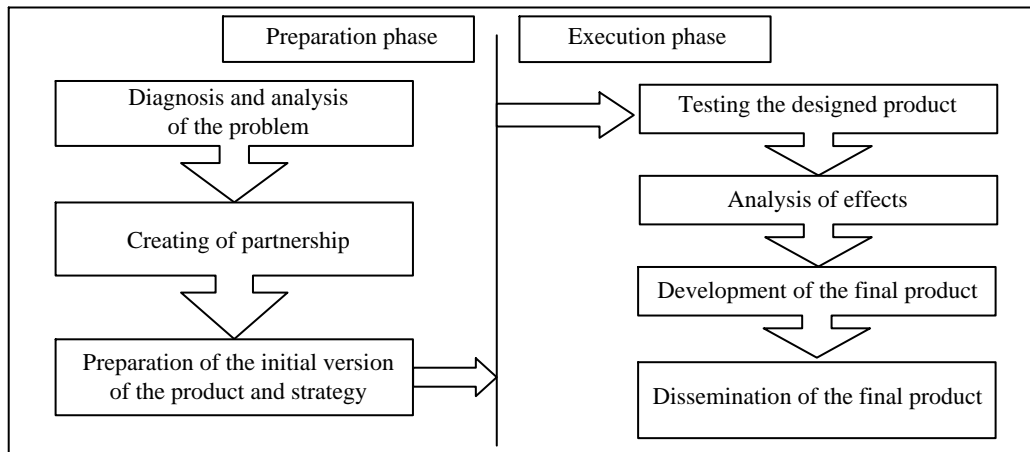 Preparation phase
Execution phase
Diagnosis and analysis
of the problem
Creating of partnership
Preparation of the initial version
of the product and strategy
Testing the designed product
Analysis of effects
Development of the final product
Dissemination of the final product